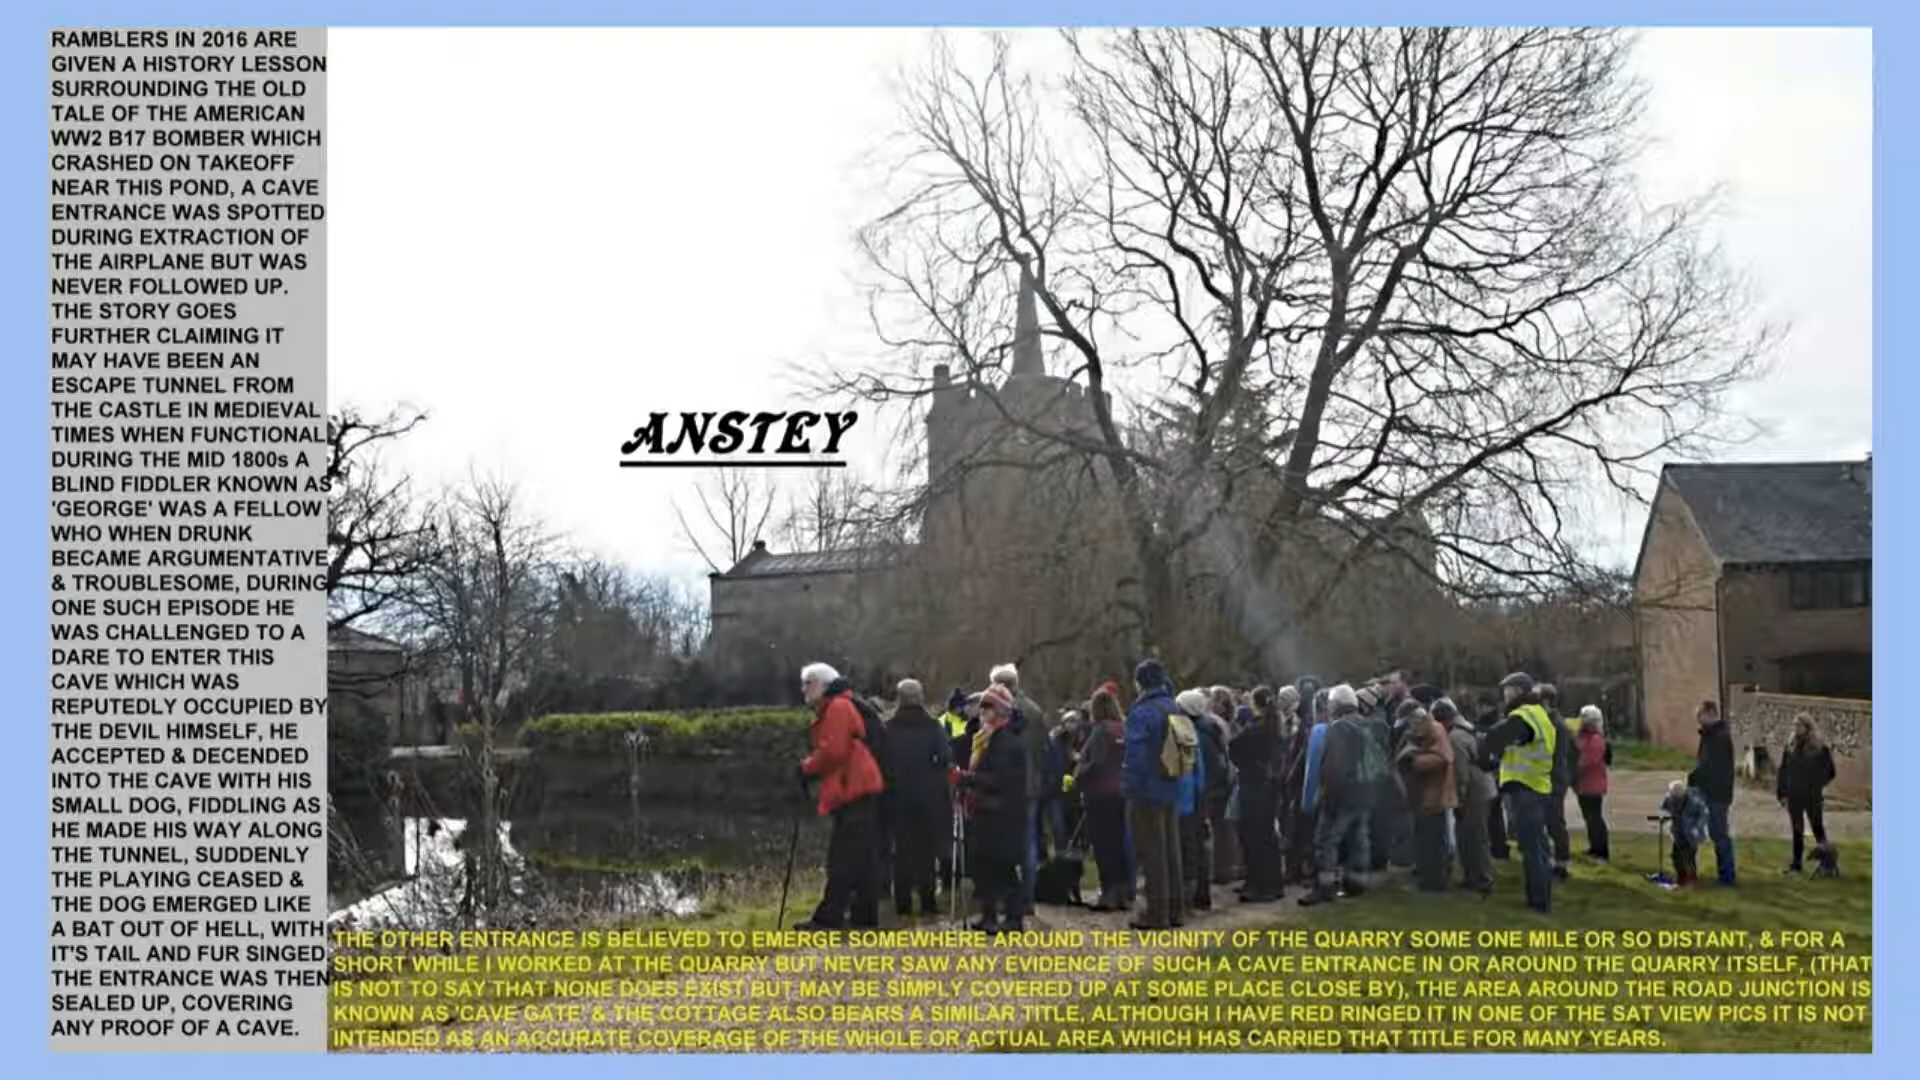 RAMBLERS IN 2016 ARE
GIVEN A HISTORY LESSON
SURROUNDING THE OLD
TALE OF THE AMERICAN
WW2 B17 BOMBER WHICH
CRASHED ON TAKEOFF
NEAR THIS POND, A CAVE
ENTRANCE WAS SPOTTED
DURING EXTRACTION OF
THE AIRPLANE BUT WAS
NEVER FOLLOWED UP.
THE STORY GOES
FURTHER CLAIMING IT
MAY HAVE BEEN AN
ESCAPE TUNNEL FROM
THE CASTLE IN MEDIEVAL
TIMES WHEN FUNCTIONAL
DURING THE MID 1800s A
BLIND FIDDLER KNOWN AS
'GEORGE' WAS A FELLOW
WHO WHEN DRUNK
BECAME ARGUMENTATIVE
& TROUBLESOME, DURING
ONE SUCH EPISODE HE
WAS CHALLENGED TO A
DARE TO ENTER THIS
CAVE WHICH WAS
REPUTEDLY OCCUPIED BY
THE DEVIL HIMSELF, HE
ACCEPTED & DECENDED
INTO THE CAVE WITH HIS
SMALL DOG, FIDDLING AS
HE MADE HIS WAY ALONG
THE TUNNEL, SUDDENLY
THE PLAYING CEASED &
THE DOG EMERGED LIKE
A BAT OUT OF HELL, WITH
IT'S TAIL AND FUR SINGED.
THE ENTRANCE WAS THEN
SEALED UP, COVERING
ANY PROOF OF A CAVE.
ANSTEY
THE OTHER ENTRANCE IS BELIEVED TO EMERGE SOMEWHERE AROUND THE VICINITY OF THE QUARRY SOME ONE MILE OR SO DISTANT, & FOR A
SHORT WHILE I WORKED AT THE QUARRY BUT NEVER SAW ANY EVIDENCE OF SUCH A CAVE ENTRANCE IN OR AROUND THE QUARRY ITSELF, (THAT
IS NOT TO SAY THAT NONE DOES EXIST BUT MAY BE SIMPLY COVERED UP AT SOME PLACE CLOSE BY), THE AREA AROUND THE ROAD JUNCTION IS
KNOWN AS 'CAVE GATE' & THE COTTAGE ALSO BEARS A SIMILAR TITLE, ALTHOUGH I HAVE RED RINGED IT IN ONE OF THE SAT VIEW PICS IT IS NOT
INTENDED AS AN ACCURATE COVERAGE OF THE WHOLE OR ACTUAL AREA WHICH HAS CARRIED THAT TITLE FOR MANY YEARS.